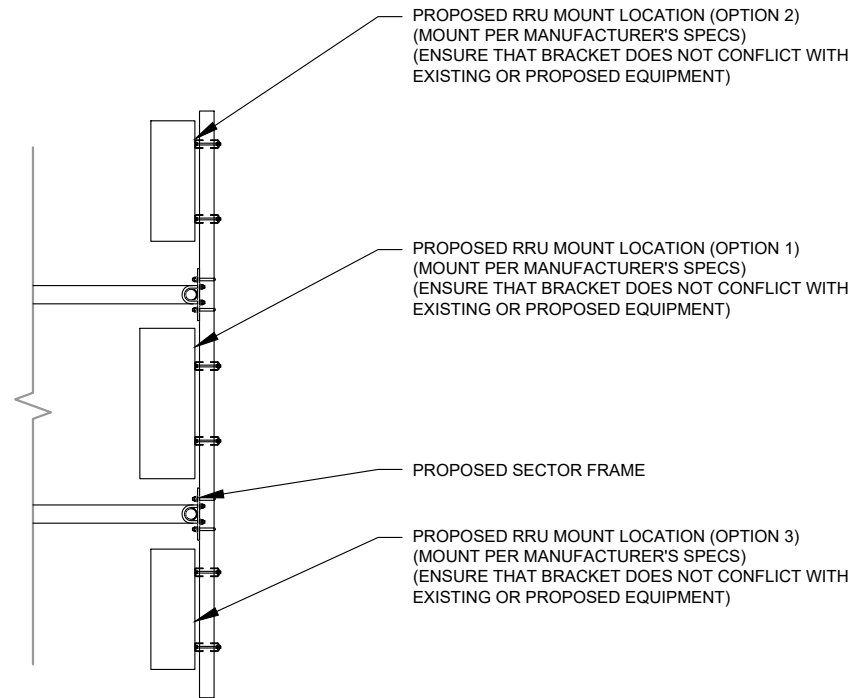 PROPOSED RRU MOUNT LOCATION (OPTION 2)
(MOUNT PER MANUFACTURER'S SPECS)
(ENSURE THAT BRACKET DOES NOT CONFLICT WITH
EXISTING OR PROPOSED EQUIPMENT)
PROPOSED RRU MOUNT LOCATION (OPTION 1)
(MOUNT PER MANUFACTURER'S SPECS)
(ENSURE THAT BRACKET DOES NOT CONFLICT WITH
EXISTING OR PROPOSED EQUIPMENT)
PROPOSED SECTOR FRAME
PROPOSED RRU MOUNT LOCATION (OPTION 3)
(MOUNT PER MANUFACTURER'S SPECS)
(ENSURE THAT BRACKET DOES NOT CONFLICT WITH
EXISTING OR PROPOSED EQUIPMENT)